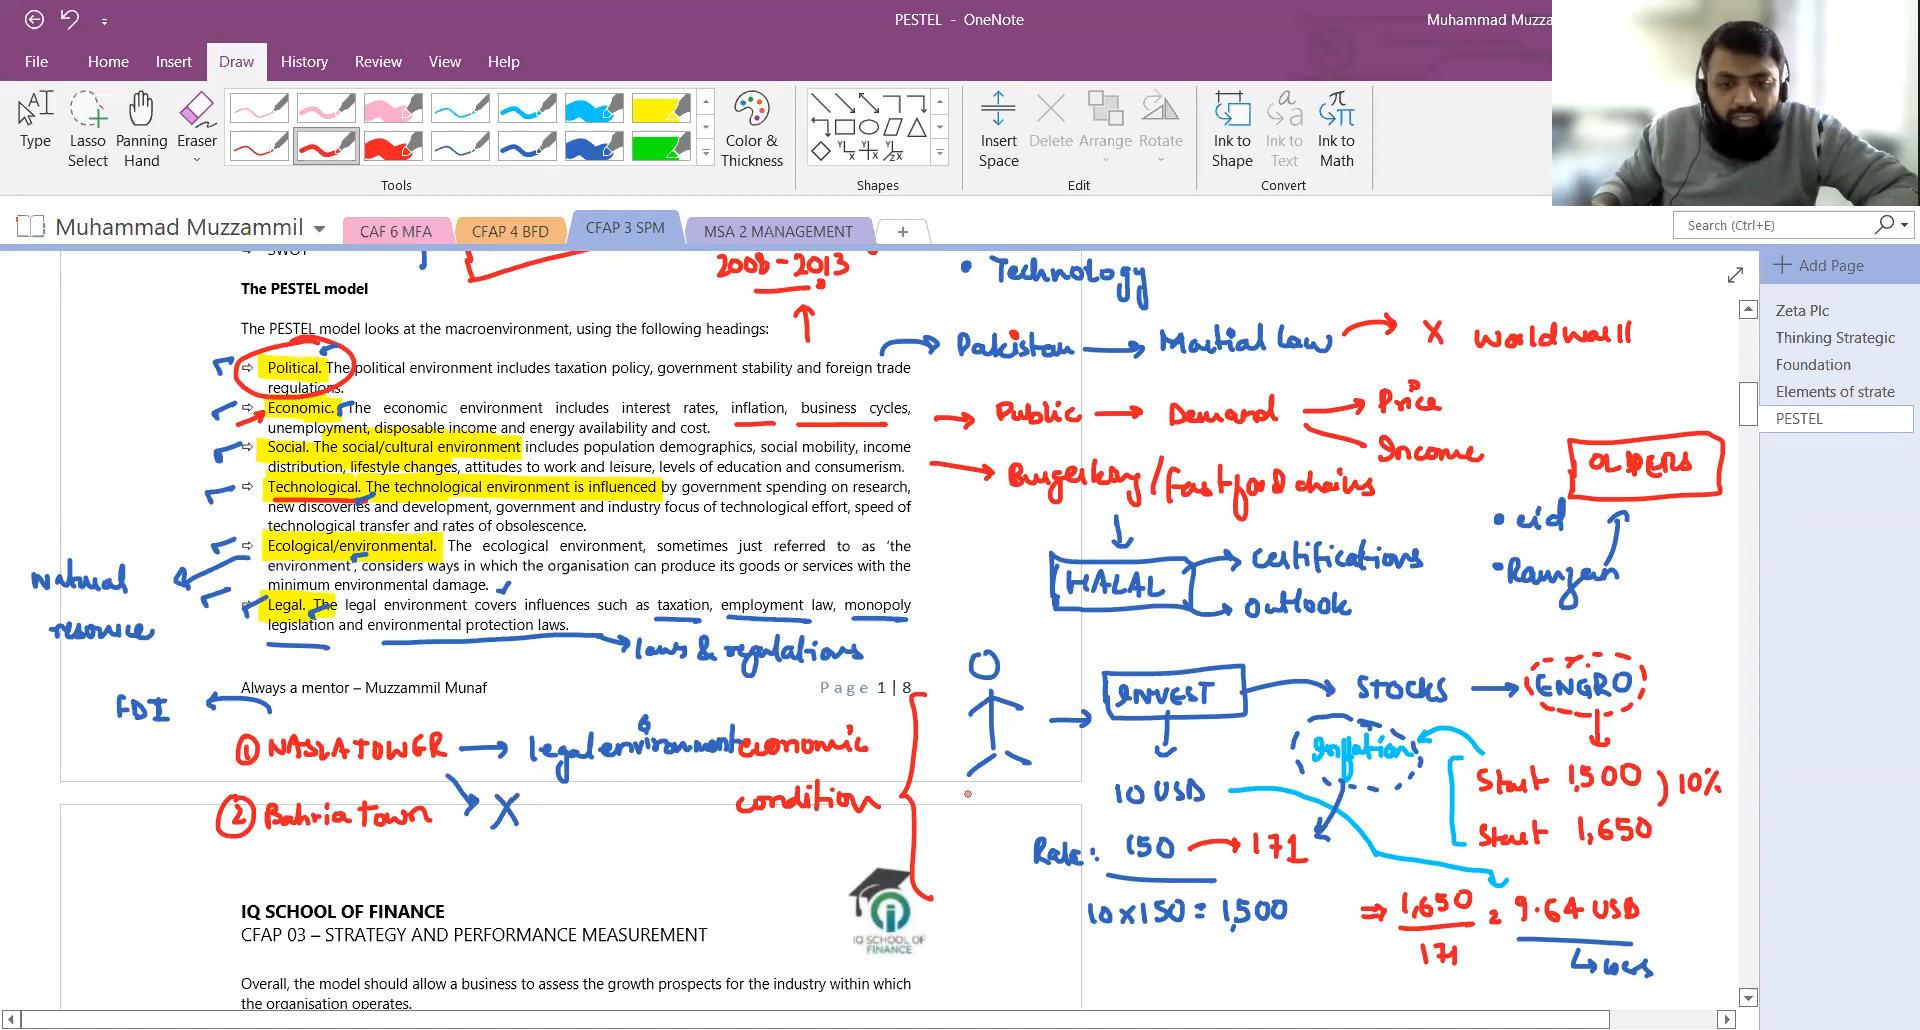 PESTEL - OneNote
Muhammad Muzza
File Home Insert Draw History Review View Help
Type Lasso Select Panning Hand Eraser Color & Thickness Insert Space Delete Arrange Rotate Ink to Shape Ink to Text Ink to Math
Tools Shapes Edit Convert
Muhammad Muzzammil CAF 6 MFA CFAP 4 BFD CFAP 3 SPM MSA 2 MANAGEMENT
Search (Ctrl+E)
Add Page
Zeta Plc
Thinking Strategic
Foundation
Elements of strate
PESTEL
SWOT
2008 - 2013
• Technology
The PESTEL model
The PESTEL model looks at the macroenvironment, using the following headings:
Political. The political environment includes taxation policy, government stability and foreign trade
regulations.
Economic. The economic environment includes interest rates, inflation, business cycles,
unemployment, disposable income and energy availability and cost.
Social. The social/cultural environment includes population demographics, social mobility, income
distribution, lifestyle changes, attitudes to work and leisure, levels of education and consumerism.
Technological. The technological environment is influenced by government spending on research,
new discoveries and development, government and industry focus of technological effort, speed of
technological transfer and rates of obsolescence.
Ecological/environmental. The ecological environment, sometimes just referred to as 'the
environment', considers ways in which the organisation can produce its goods or services with the
minimum environmental damage.
Legal. The legal environment covers influences such as taxation, employment law, monopoly
legislation and environmental protection laws.
Pakistan Martial Law X World war II
Public Demand Price
Income
Burger king / Fast food chains
OLPERS
• eid
• Ramzan
HALAL certifications
outlook
Natural
resource
laws & regulations
Always a mentor – Muzzammil Munaf
Page 1 | 8
FDI
① NASLA TOWER legal environment
X
② Bahria Town
economic
condition
INVEST STOCKS ENGRO
Inflation
10 USD
Start 1,500 ) 10%
Start 1,650
Rate: 150 171
10 x 150 = 1,500
⇒ 1,650 = 9.64 USD
171
IQ SCHOOL OF FINANCE
CFAP 03 – STRATEGY AND PERFORMANCE MEASUREMENT
IQ SCHOOL OF
FINANCE
Overall, the model should allow a business to assess the growth prospects for the industry within which
the organisation operates.